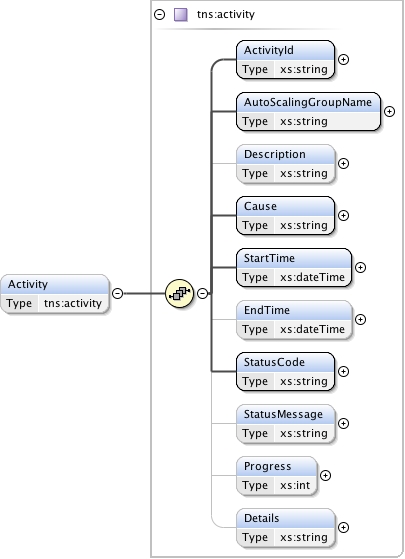 tns:activity
ActivityId
Type xs:string
AutoScalingGroupName
Type xs:string
Description
Type xs:string
Cause
Type xs:string
StartTime
Type xs:dateTime
Activity
Type tns:activity
EndTime
Type xs:dateTime
StatusCode
Type xs:string
StatusMessage
Type xs:string
Progress
Type xs:int
Details
Type xs:string